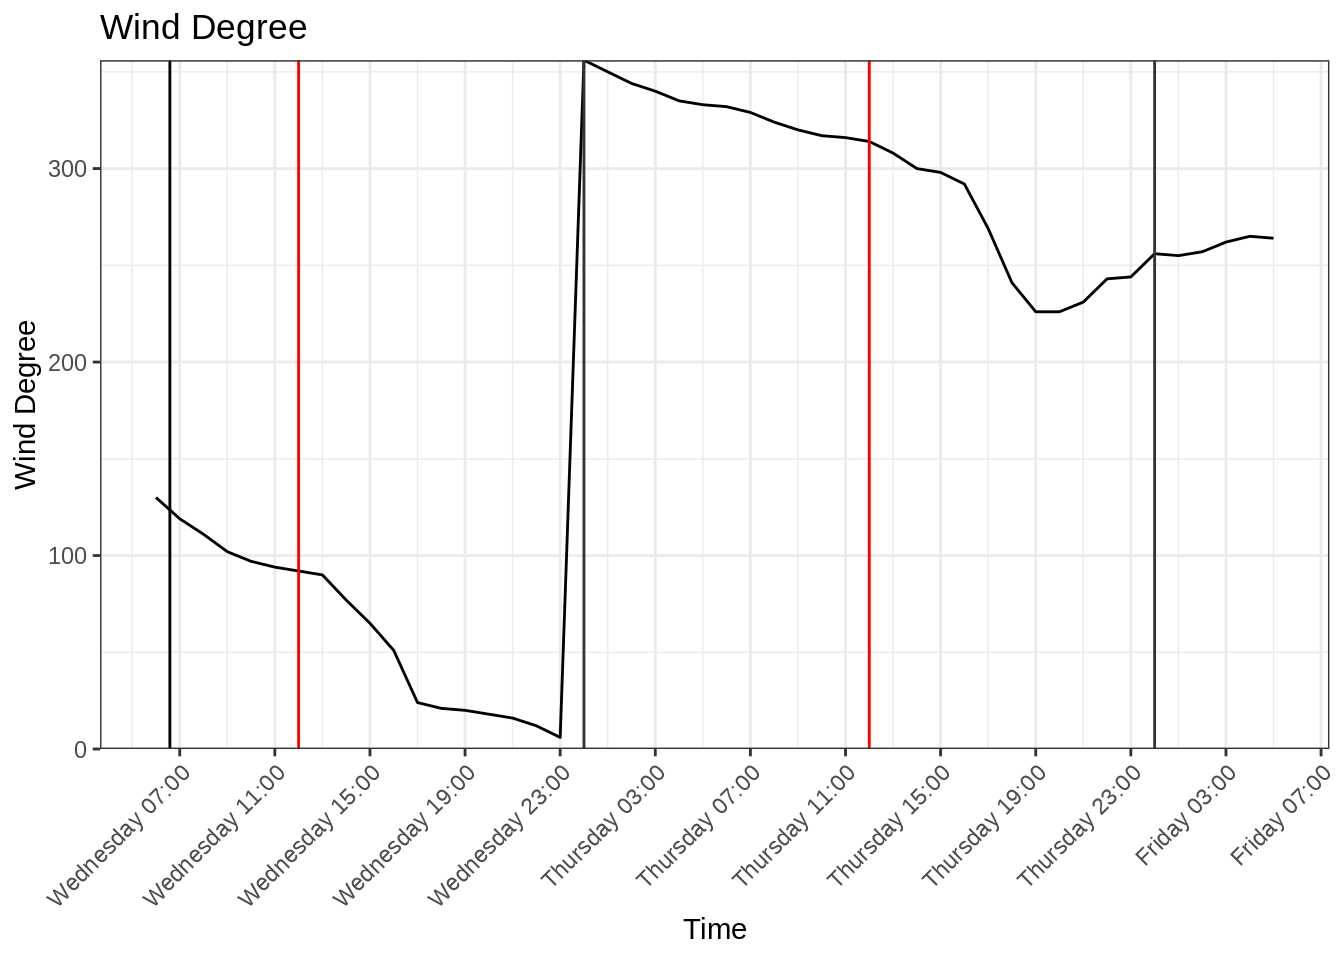 Wind Degree
Wind Degree
300
200
100
0
Wednesday 07:00
Wednesday 11:00
Wednesday 15:00
Wednesday 19:00
Wednesday 23:00
Thursday 03:00
Thursday 07:00
Thursday 11:00
Thursday 15:00
Thursday 19:00
Thursday 23:00
Friday 03:00
Friday 07:00
Time